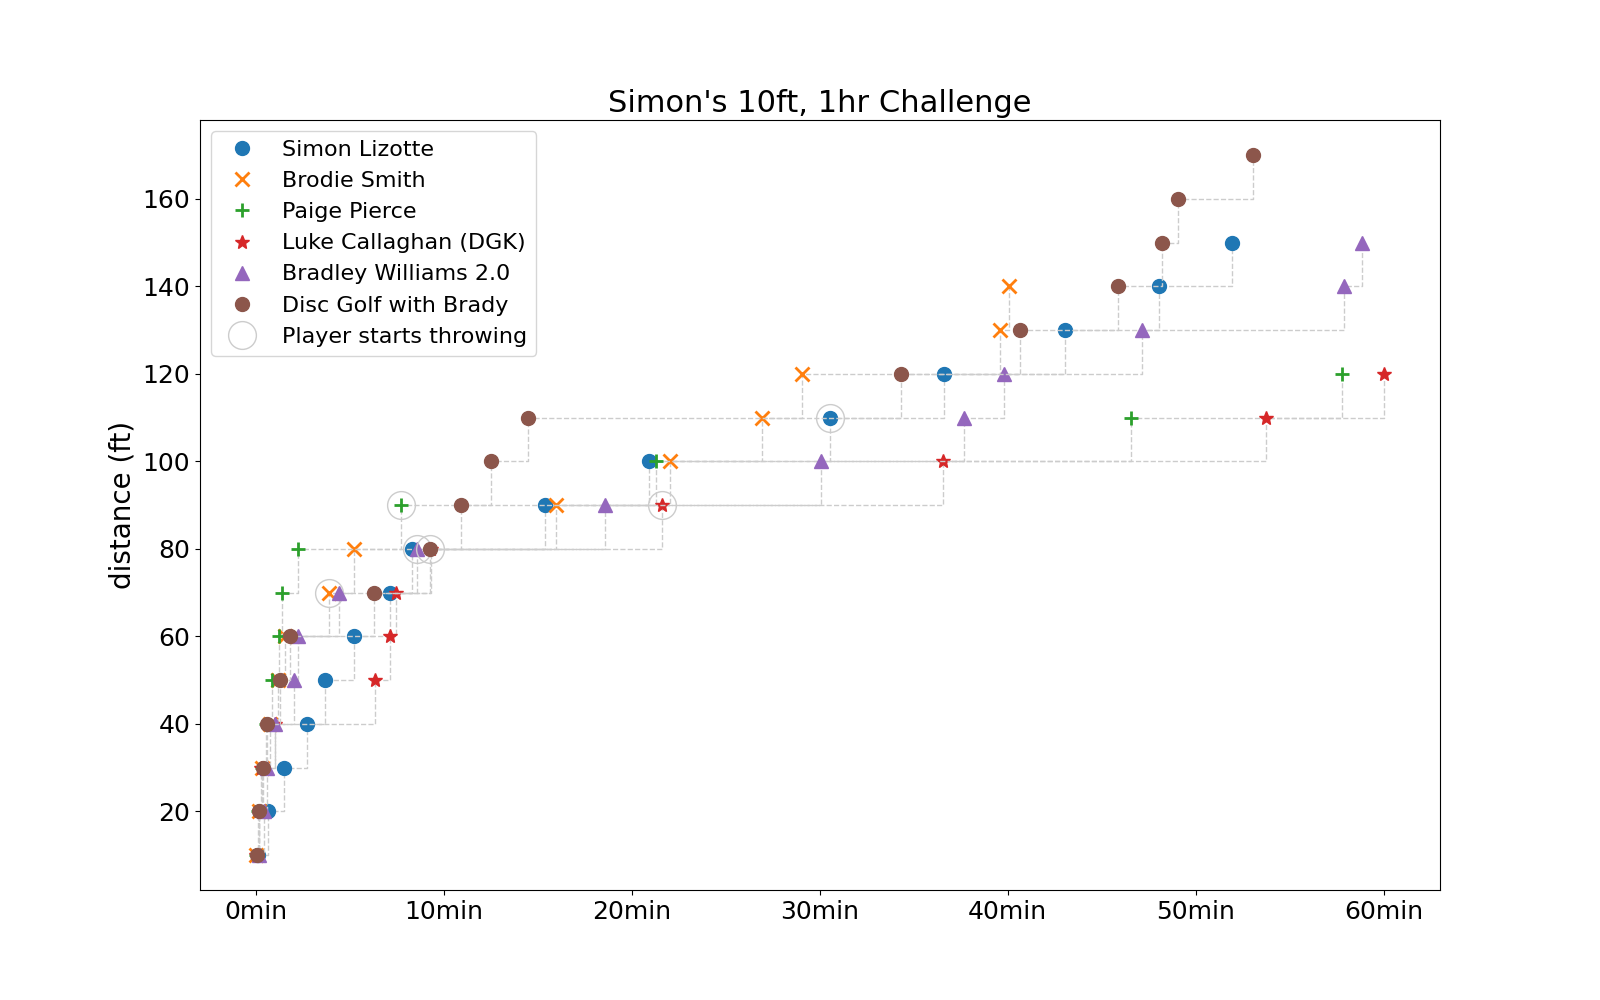 Simon's 10ft, 1hr Challenge
Simon Lizotte
Brodie Smith
Paige Pierce
Luke Callaghan (DGK)
Bradley Williams 2.0
Disc Golf with Brady
Player starts throwing
distance (ft)
160
140
120
100
80
60
40
20
0min 10min 20min 30min 40min 50min 60min